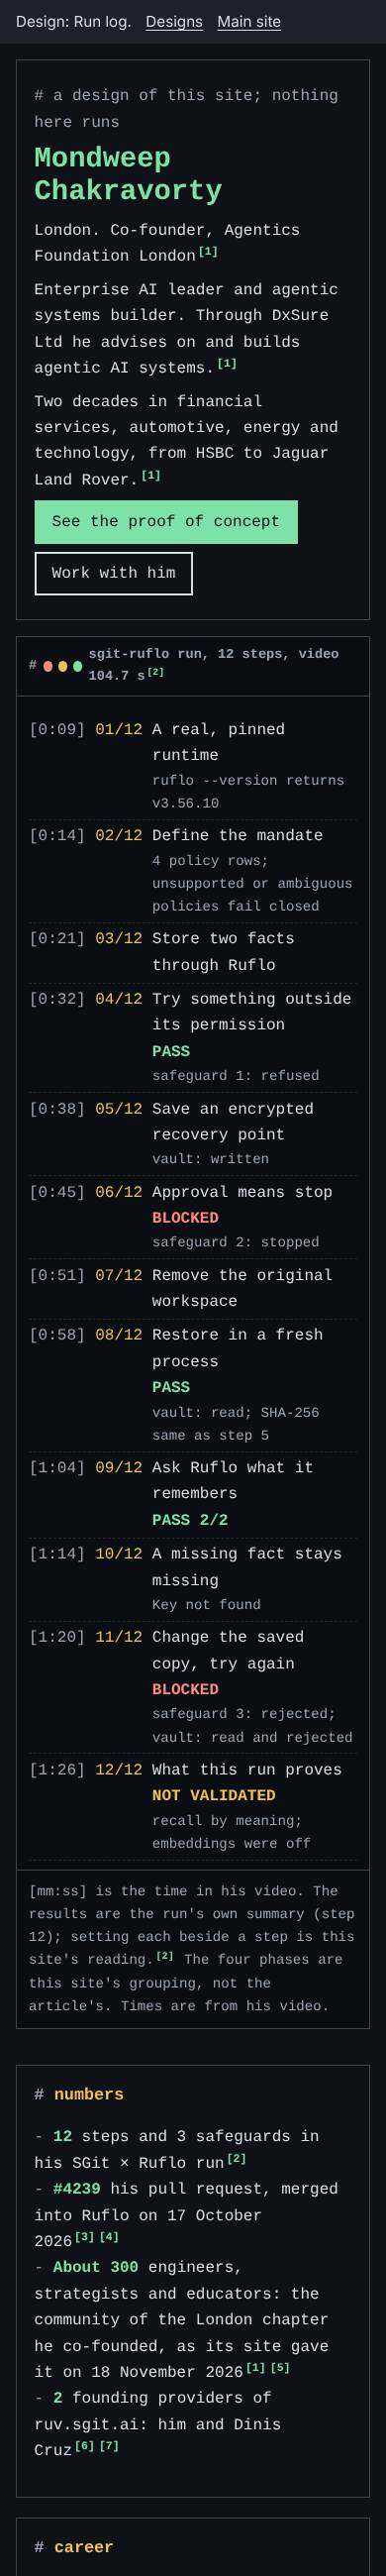 Design: Run log. Designs Main site
# a design of this site; nothing
here runs
Mondweep
Chakravorty
London. Co-founder, Agentics
Foundation London[1]
Enterprise AI leader and agentic
systems builder. Through DxSure
Ltd he advises on and builds
agentic AI systems.[1]
Two decades in financial
services, automotive, energy and
technology, from HSBC to Jaguar
Land Rover.[1]
See the proof of concept
Work with him
# sgit-ruflo run, 12 steps, video
104.7 s[2]
[0:09] 01/12 A real, pinned
runtime
ruflo --version returns
v3.56.10
[0:14] 02/12 Define the mandate
4 policy rows;
unsupported or ambiguous
policies fail closed
[0:21] 03/12 Store two facts
through Ruflo
[0:32] 04/12 Try something outside
its permission
PASS
safeguard 1: refused
[0:38] 05/12 Save an encrypted
recovery point
vault: written
[0:45] 06/12 Approval means stop
BLOCKED
safeguard 2: stopped
[0:51] 07/12 Remove the original
workspace
[0:58] 08/12 Restore in a fresh
process
PASS
vault: read; SHA-256
same as step 5
[1:04] 09/12 Ask Ruflo what it
remembers
PASS 2/2
[1:14] 10/12 A missing fact stays
missing
Key not found
[1:20] 11/12 Change the saved
copy, try again
BLOCKED
safeguard 3: rejected;
vault: read and rejected
[1:26] 12/12 What this run proves
NOT VALIDATED
recall by meaning;
embeddings were off
[mm:ss] is the time in his video. The
results are the run's own summary (step
12); setting each beside a step is this
site's reading.[2] The four phases are
this site's grouping, not the
article's. Times are from his video.
# numbers
- 12 steps and 3 safeguards in
his SGit × Ruflo run[2]
- #4239 his pull request, merged
into Ruflo on 17 October
2026[3][4]
- About 300 engineers,
strategists and educators: the
community of the London chapter
he co-founded, as its site gave
it on 18 November 2026[1][5]
- 2 founding providers of
ruv.sgit.ai: him and Dinis
Cruz[6][7]
# career